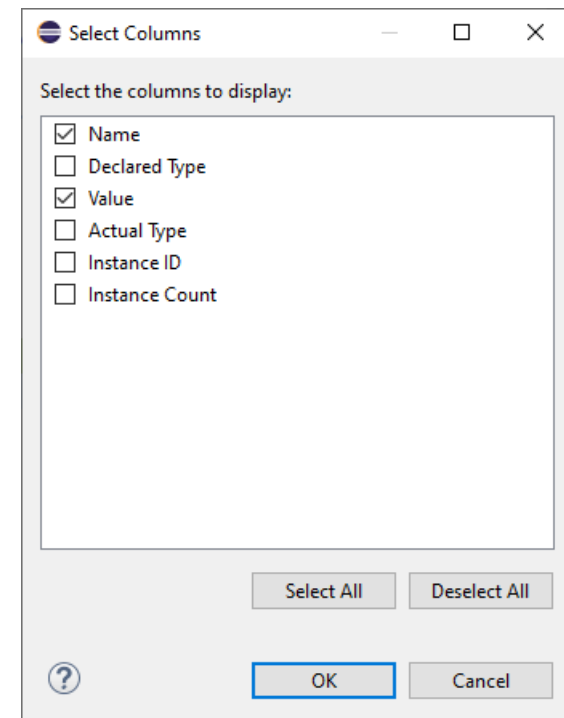 Select Columns
Select the columns to display:
Name
Declared Type
Value
Actual Type
Instance ID
Instance Count
Select All Deselect All
? OK Cancel